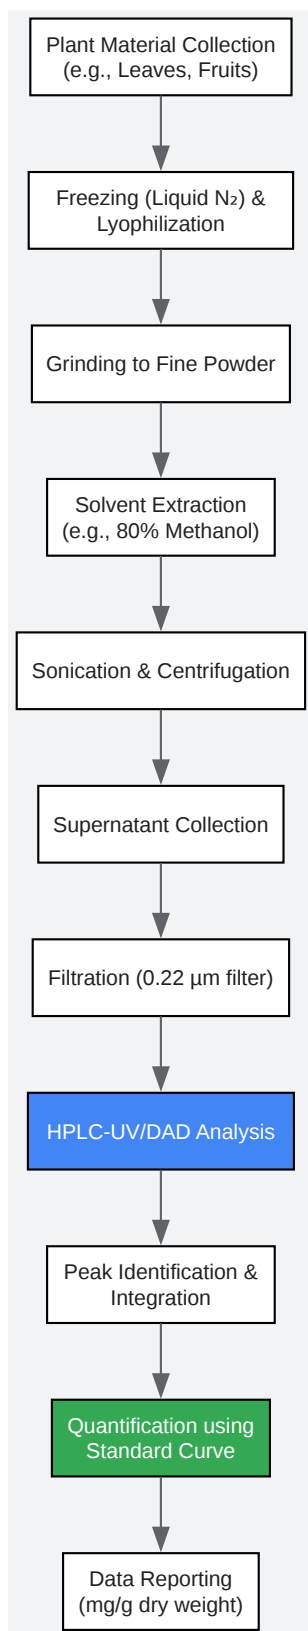 Plant Material Collection
(e.g., Leaves, Fruits)
Freezing (Liquid N₂) &
Lyophilization
Grinding to Fine Powder
Solvent Extraction
(e.g., 80% Methanol)
Sonication & Centrifugation
Supernatant Collection
Filtration (0.22 µm filter)
HPLC-UV/DAD Analysis
Peak Identification &
Integration
Quantification using
Standard Curve
Data Reporting
(mg/g dry weight)